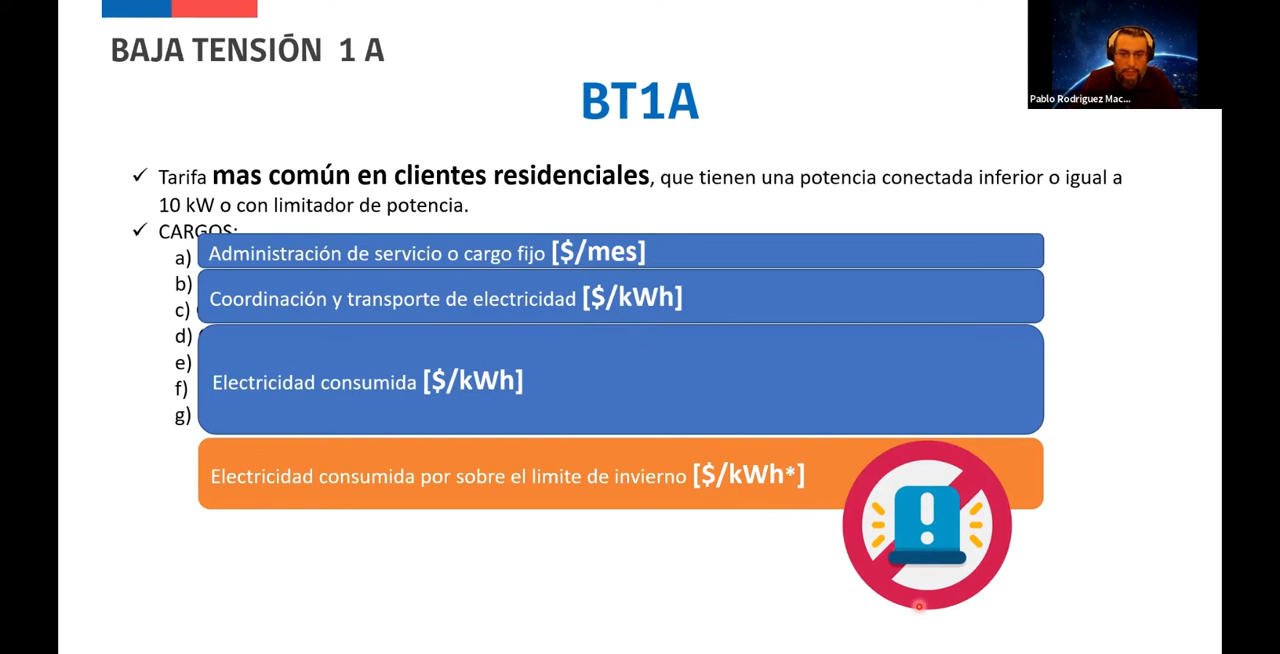 BAJA TENSIÓN 1 A
BT1A
Pablo Rodriguez Mac...
✓ Tarifa mas común en clientes residenciales, que tienen una potencia conectada inferior o igual a
10 kW o con limitador de potencia.
✓ CARGOS:
a) Administración de servicio o cargo fijo [$/mes]
b) Coordinación y transporte de electricidad [$/kWh]
c)
d)
e) Electricidad consumida [$/kWh]
f)
g)
Electricidad consumida por sobre el limite de invierno [$/kWh*]